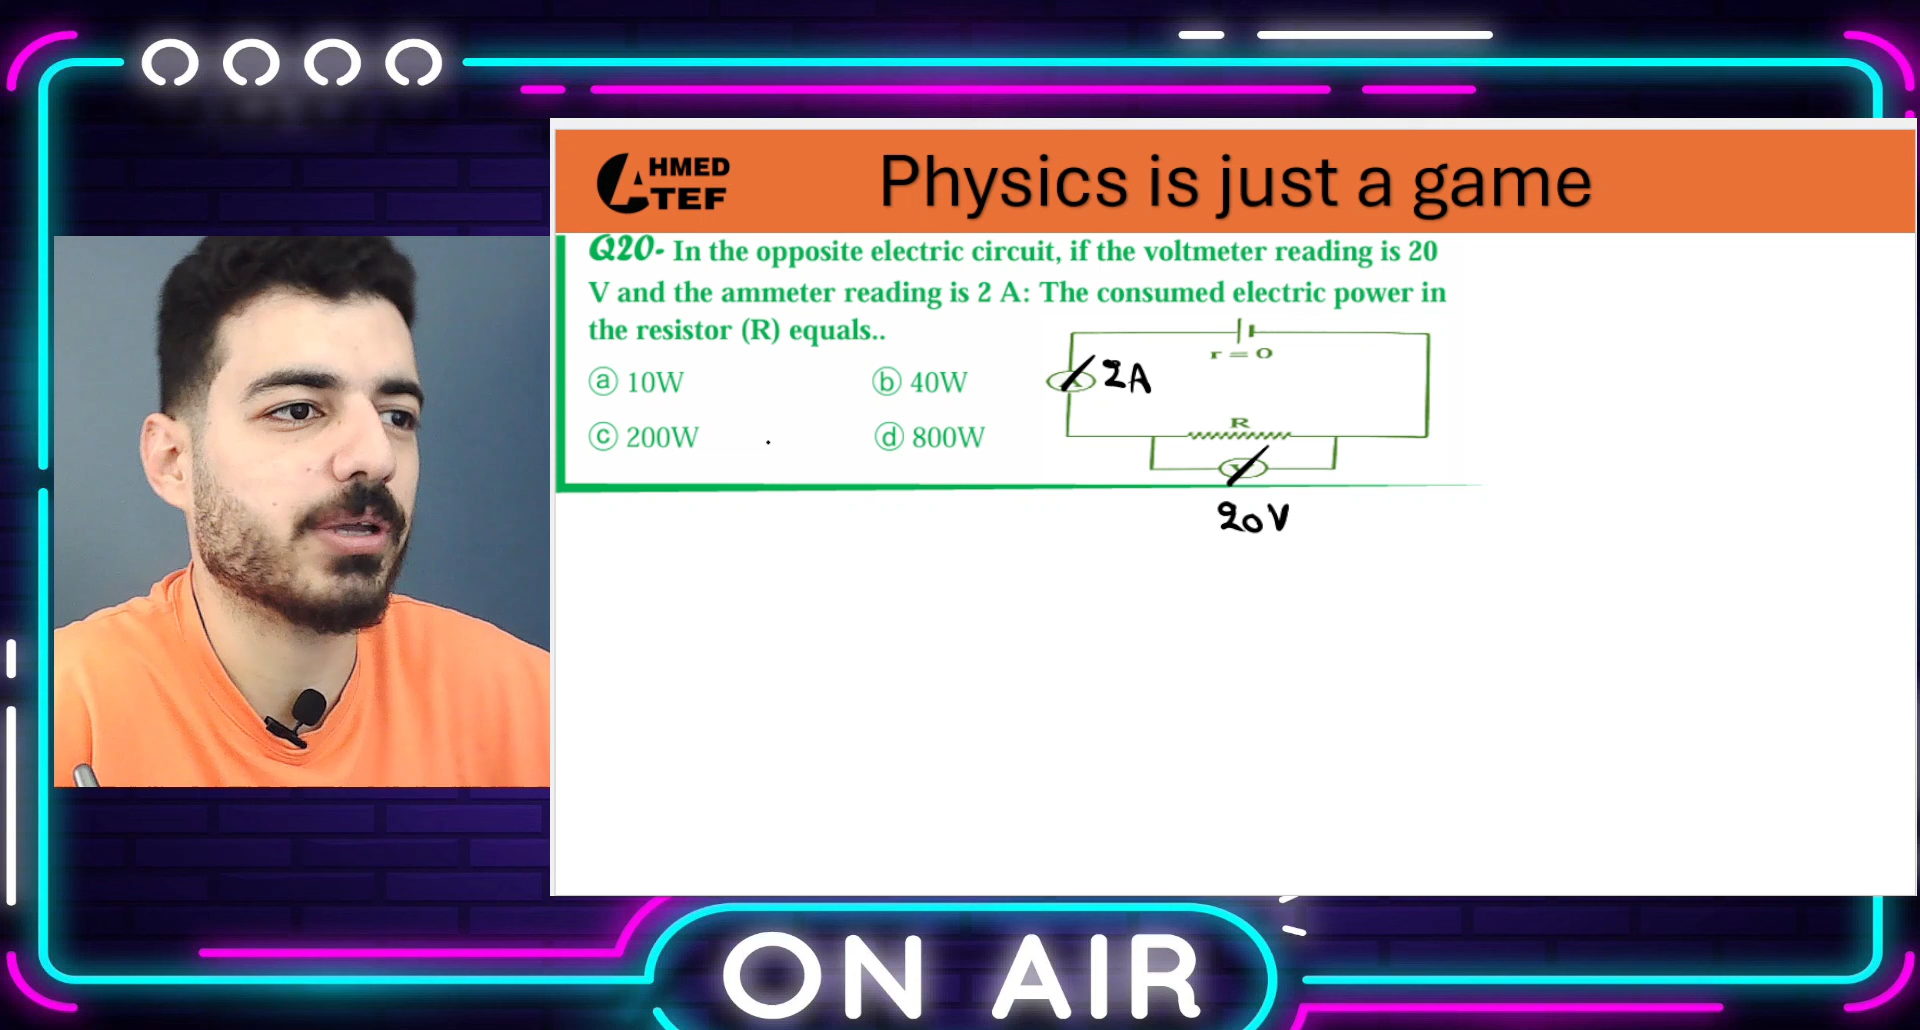 AHMED
ATEF
Physics is just a game
Q20- In the opposite electric circuit, if the voltmeter reading is 20
V and the ammeter reading is 2 A: The consumed electric power in
the resistor (R) equals..
r = 0
ⓐ 10W ⓑ 40W
2A
R
ⓒ 200W ⓓ 800W
V
20V
ON AIR